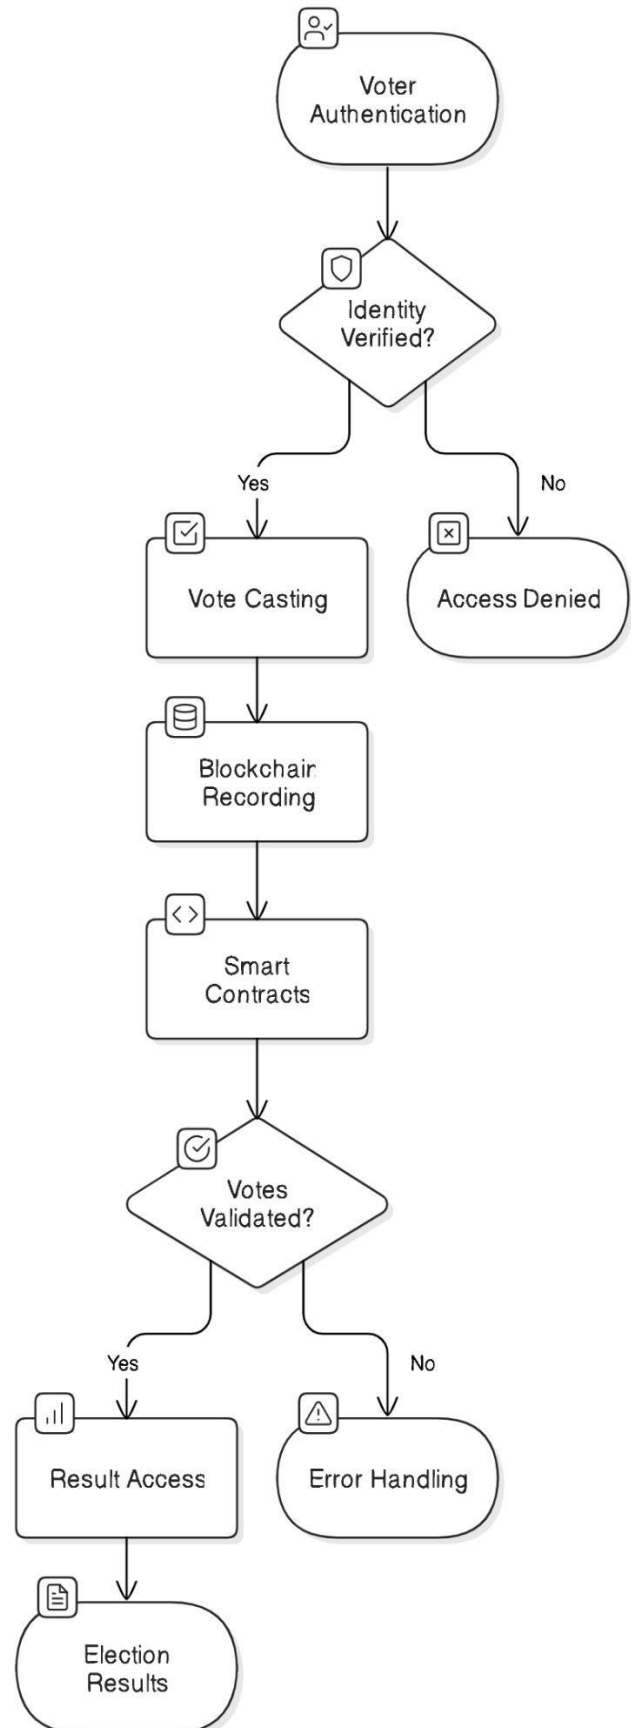 Voter
Authentication
Identity
Verified?
Yes
No
Vote Casting
Access Denied
Blockchain
Recording
Smart
Contracts
Votes
Validated?
Yes
No
Result Access
Error Handling
Election
Results